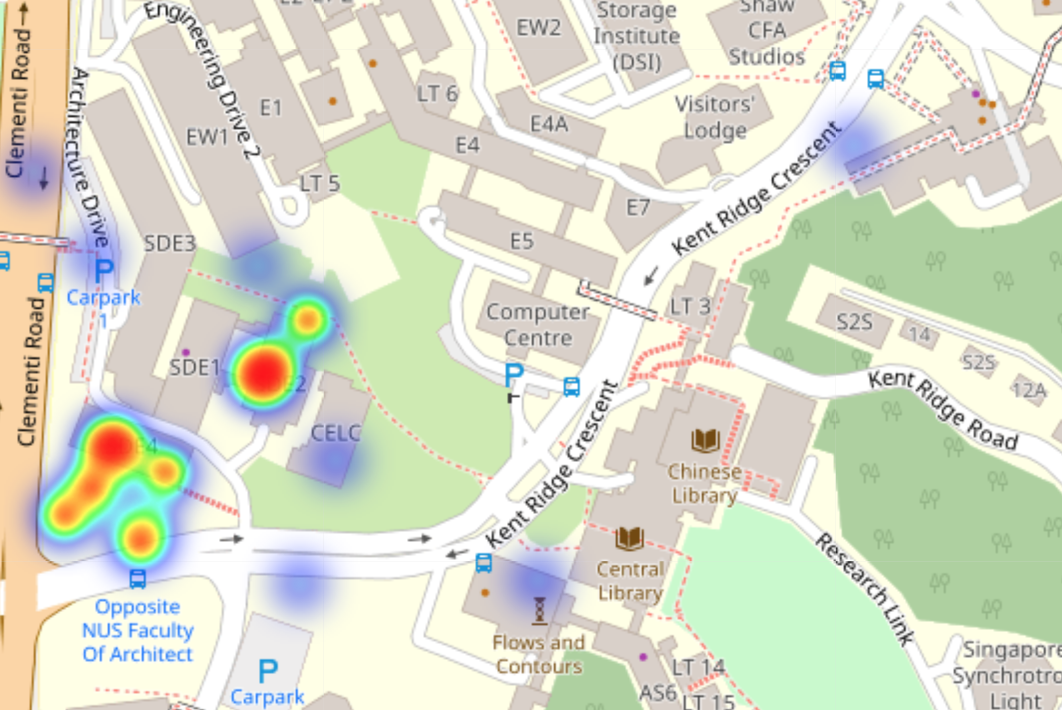 Storage
Institute
(DSI)
Shaw
CFA
Studios
EW2
Engineering Drive 2
Clementi Road
Architecture Drive
E1
LT 6
EW1
E4A
E4
Visitors'
Lodge
LT 5
E7
Kent Ridge Crescent
SDE3
E5
P
Carpark
1
Computer
Centre
LT 3
S2S
14
S2S
12A
SDE1
P
Clementi Road
Kent Ridge Road
CELC
Kent Ridge Crescent
Chinese
Library
Central
Library
Research Link
Opposite
NUS Faculty
Of Architect
Flows and
Contours
P
Carpark
AS6
LT 14
LT 15
Singapore
Synchrotro
Light